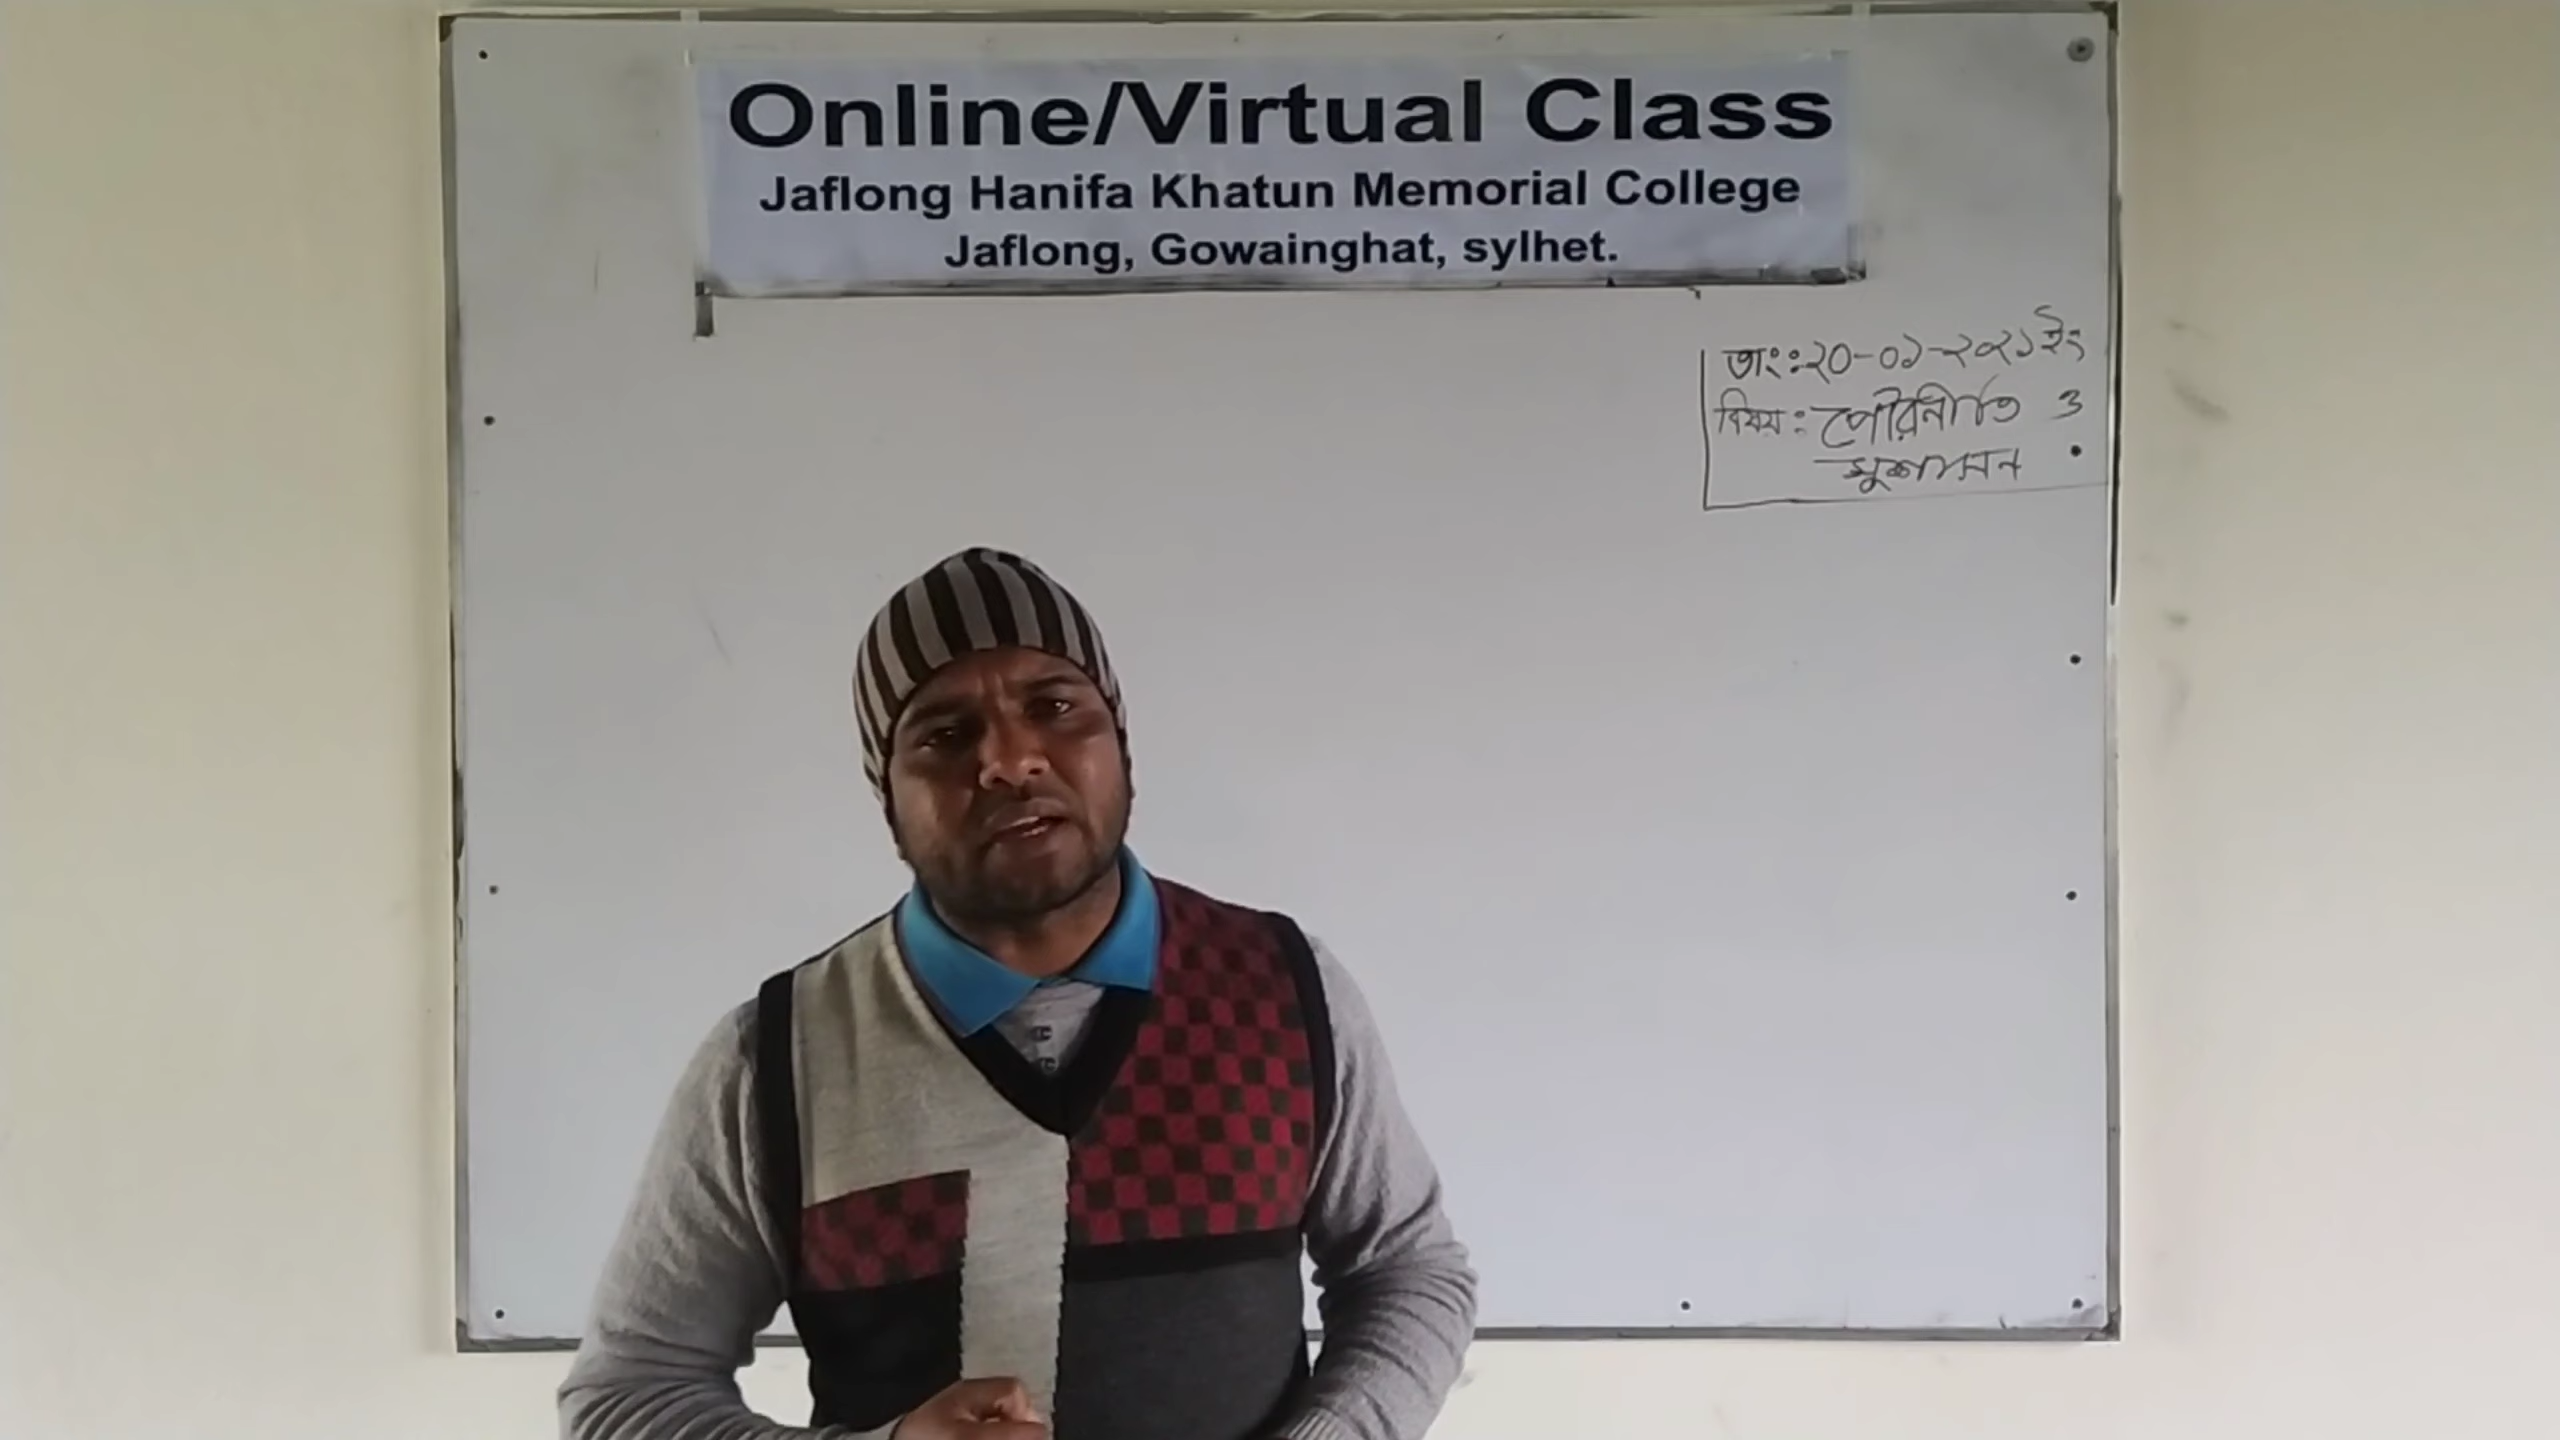 Online/Virtual Class
Jaflong Hanifa Khatun Memorial College
Jaflong, Gowainghat, sylhet.
তাং:২০-০১-২০২১ইং
বিষয়: পৌরনীতি ও
সুশাসন